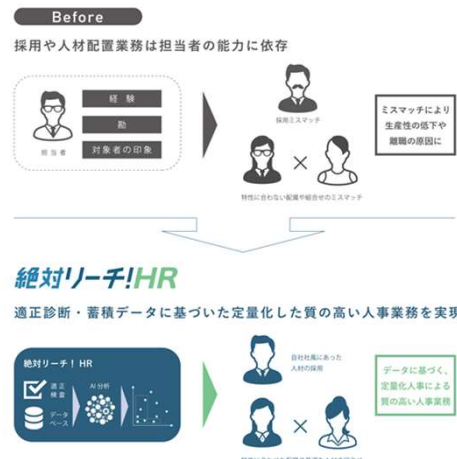 Before
採用や人材配置業務は担当者の能力に依存
経験
勘
対象者の印象
担当者
採用ミスマッチ
×
特性に合わない配属や組合せのミスマッチ
ミスマッチにより
生産性の低下や
離職の原因に
絶対リーチ!HR
適正診断・蓄積データに基づいた定量化した質の高い人事業務を実現
絶対リーチ! HR
適正
検査
データ
ベース
AI分析
自社社風にあった
人材の採用
×
データに基づく、
定量化人事による
質の高い人事業務